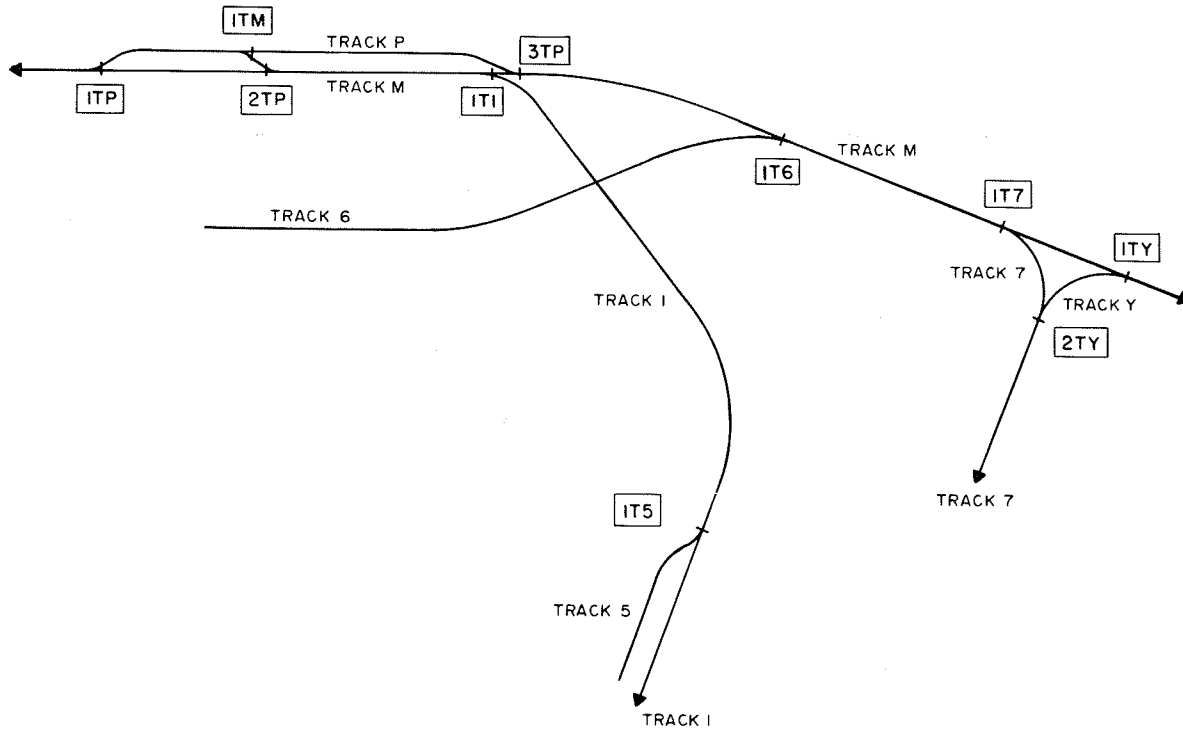 1TM
TRACK P
3TP
1TP
2TP
TRACK M
1T1
TRACK M
1T6
1T7
TRACK 6
1TY
TRACK 7
TRACK Y
TRACK 1
2TY
TRACK 7
1T5
TRACK 5
TRACK 1